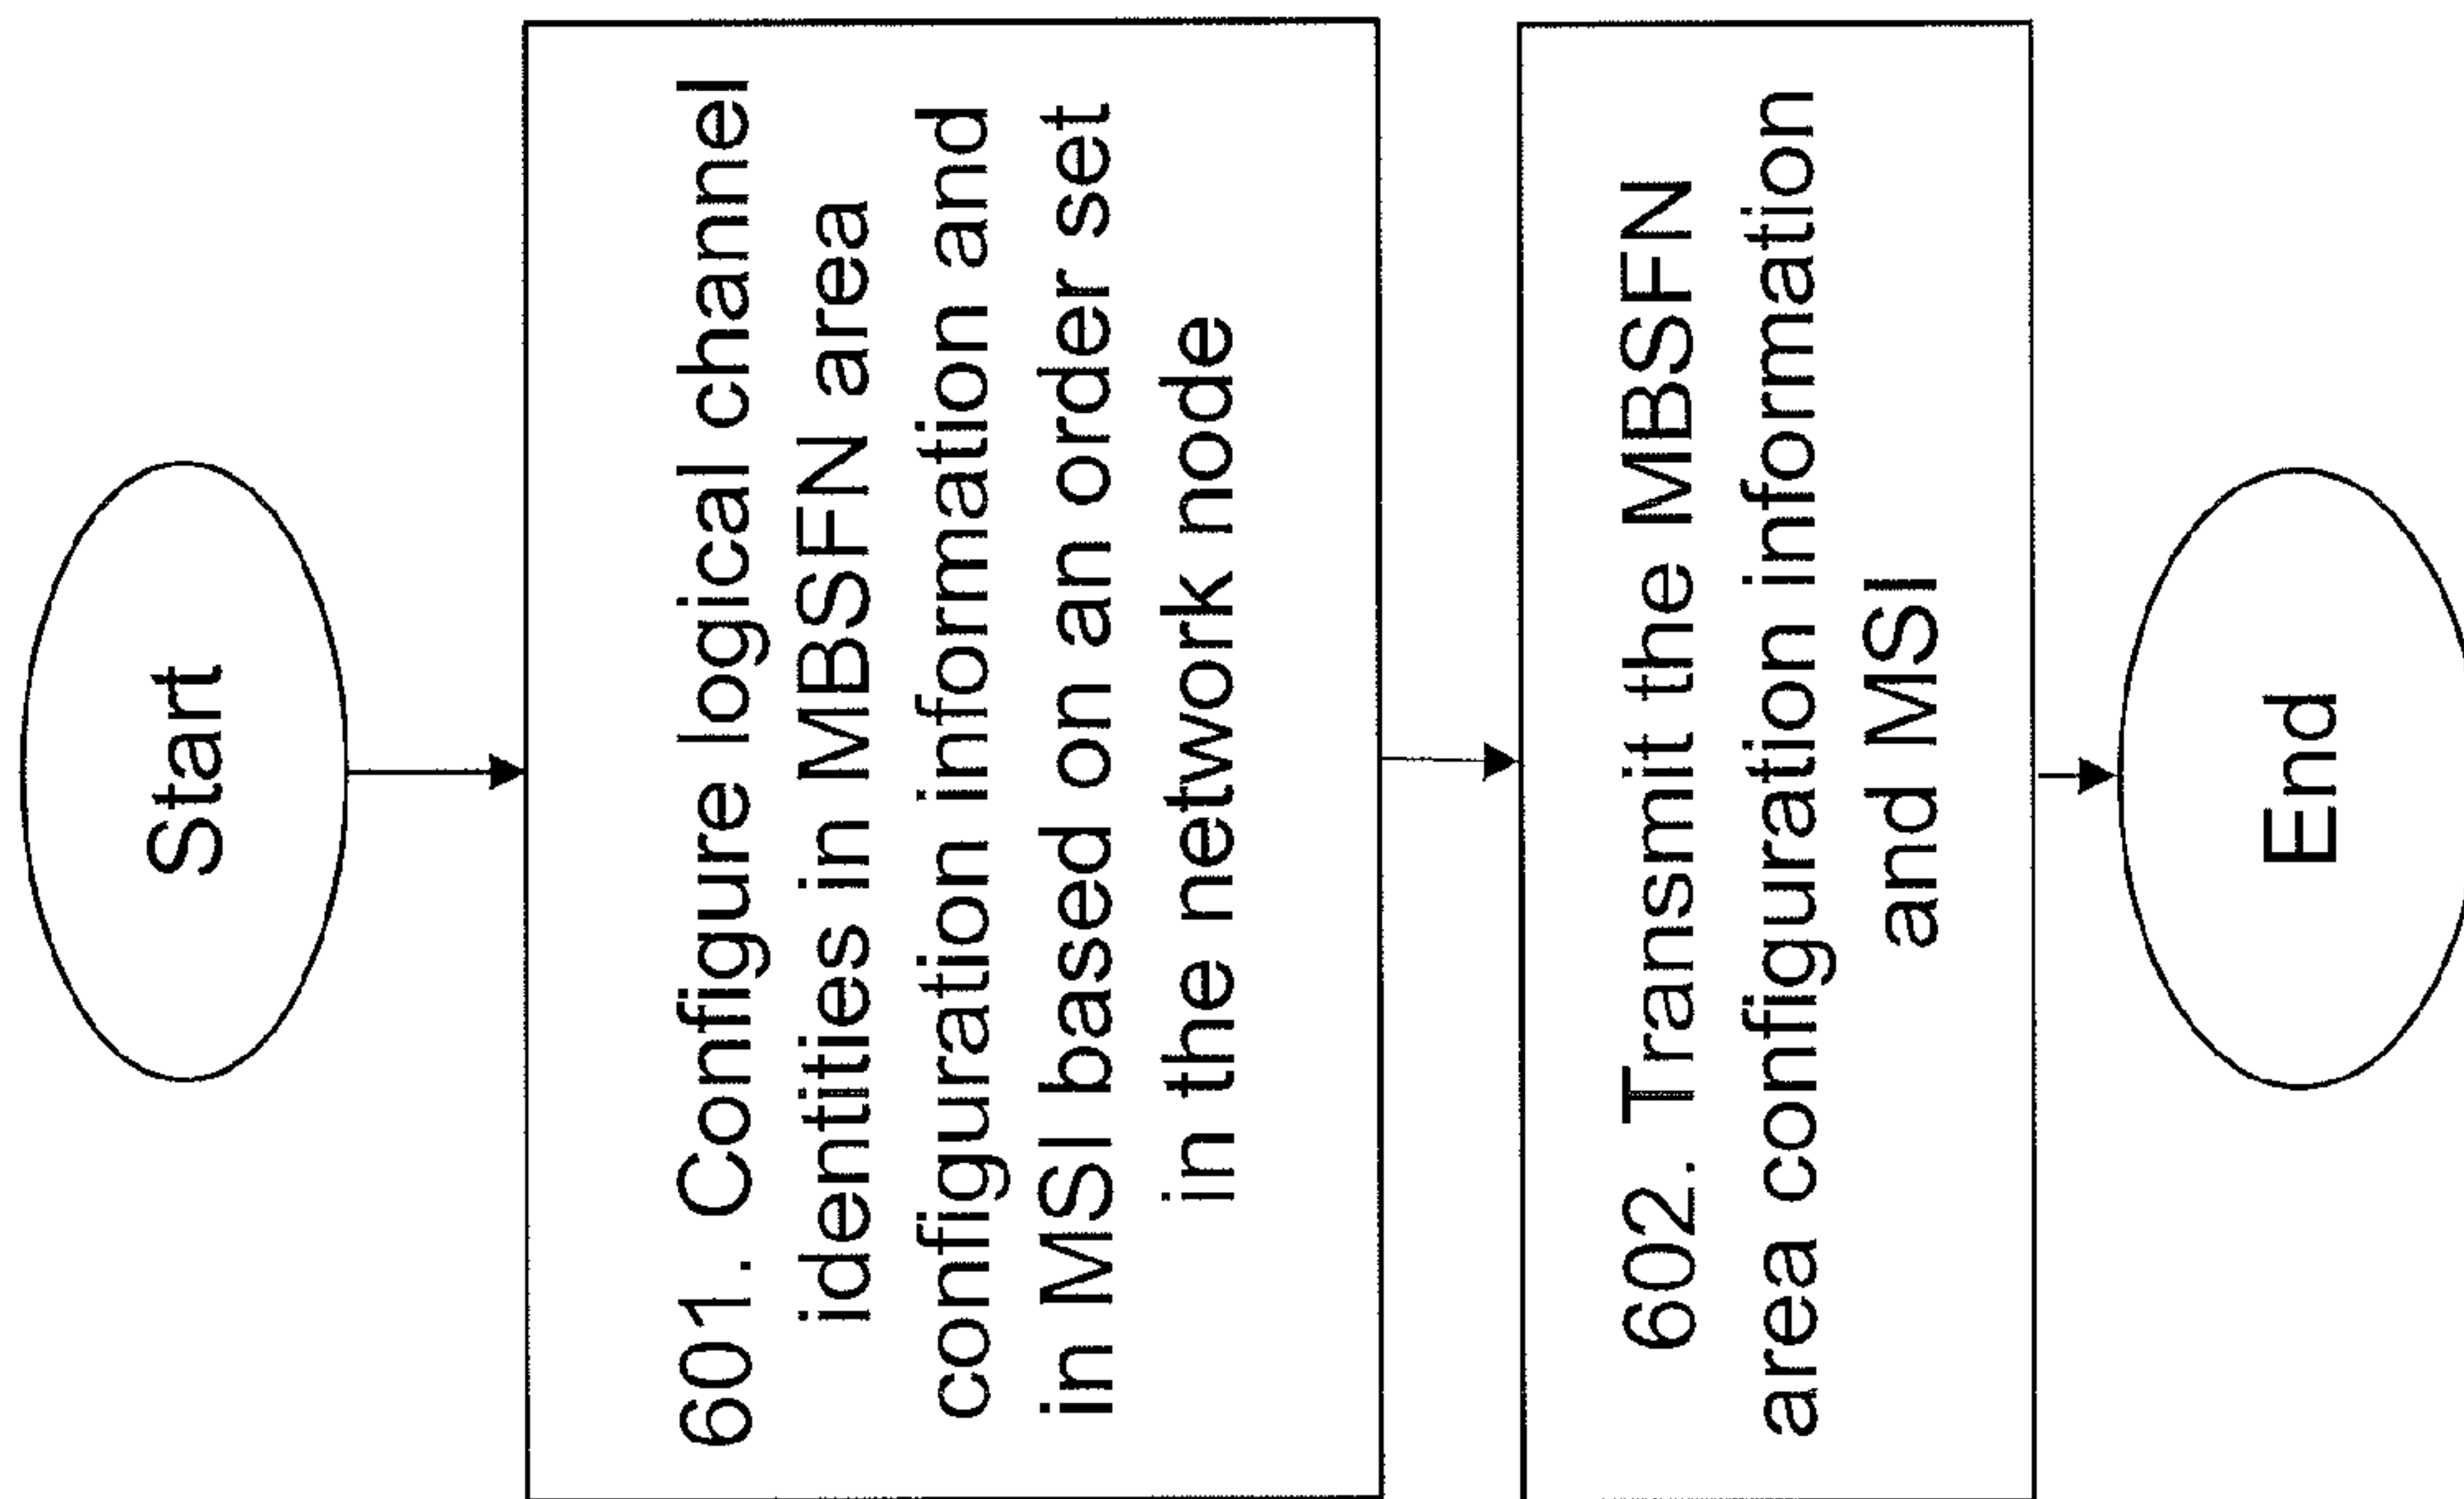 Start
601. Configure logical channel
identities in MBSFN area
configuration information and
in MSI based on an order set
in the network node
602. Transmit the MBSFN
area configuration information
and MSI
End